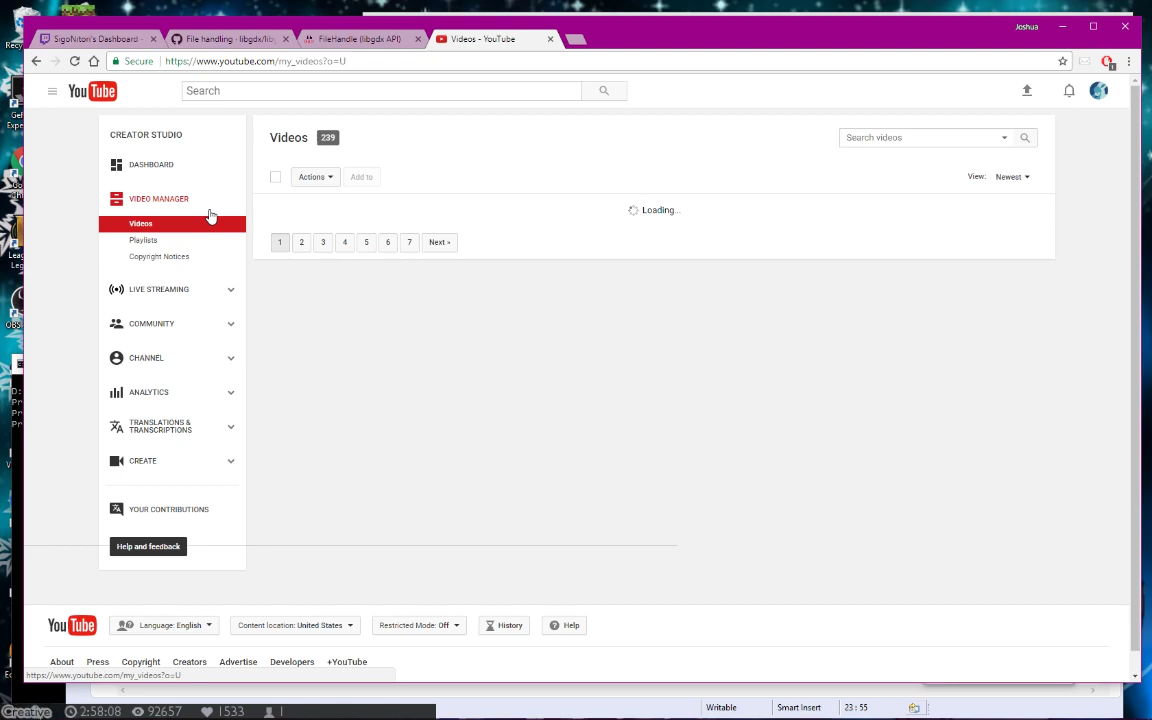 Joshua
SigoNitori's Dashboard -
File handling · libgdx/lib
FileHandle (libgdx API)
Videos - YouTube
Secure
https://www.youtube.com/my_videos?o=U
1
YouTube
Search
CREATOR STUDIO
Videos 239
Search videos
DASHBOARD
Actions
Add to
View: Newest
VIDEO MANAGER
Loading...
Videos
Playlists
1 2 3 4 5 6 7 Next »
Copyright Notices
LIVE STREAMING
COMMUNITY
CHANNEL
ANALYTICS
TRANSLATIONS &
TRANSCRIPTIONS
CREATE
YOUR CONTRIBUTIONS
Help and feedback
YouTube
Language: English
Content location: United States
Restricted Mode: Off
History
Help
About Press Copyright Creators Advertise Developers +YouTube
https://www.youtube.com/my_videos?o=U
Creative 2:58:08 92657 1533 1
Writable
Smart Insert
23 : 55